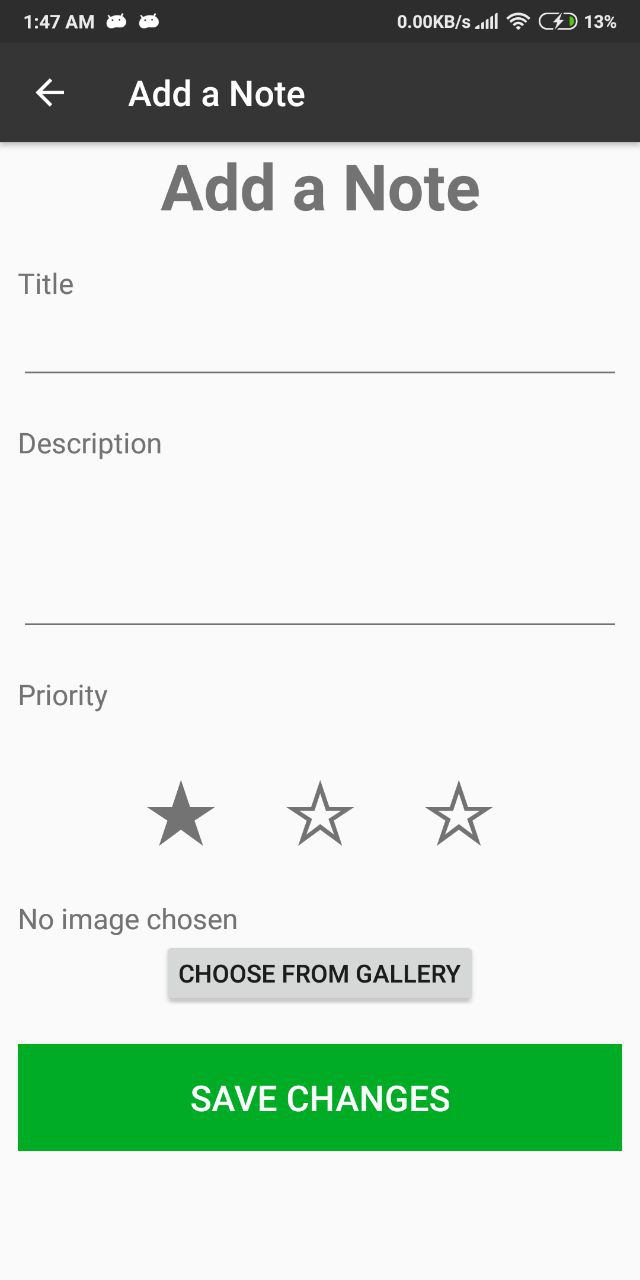 1:47 AM 0.00KB/s 13%
Add a Note
Add a Note
Title
Description
Priority
No image chosen
CHOOSE FROM GALLERY
SAVE CHANGES